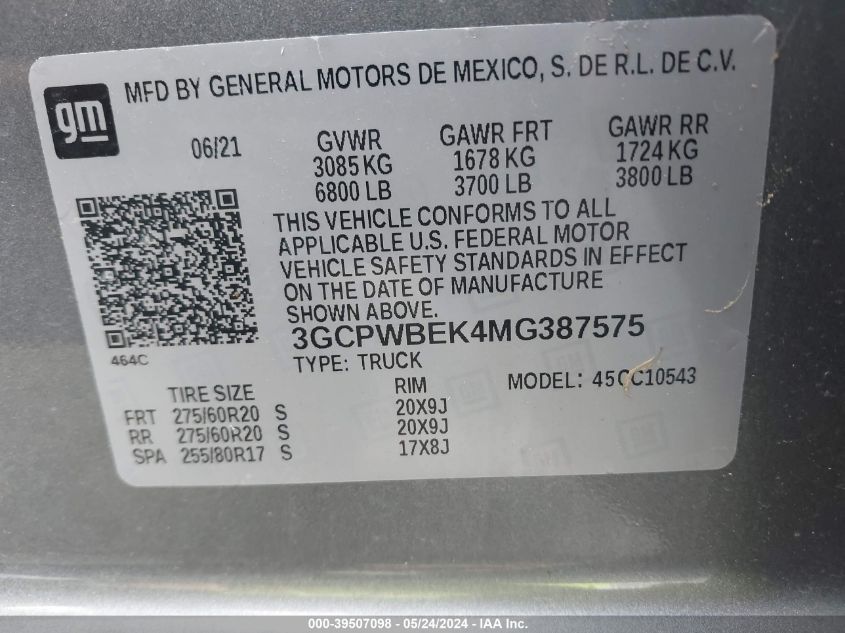 gm
MFD BY GENERAL MOTORS DE MEXICO, S. DE R.L. DE C.V.
06/21 GVWR GAWR FRT GAWR RR
3085 KG 1678 KG 1724 KG
6800 LB 3700 LB 3800 LB
THIS VEHICLE CONFORMS TO ALL
APPLICABLE U.S. FEDERAL MOTOR
VEHICLE SAFETY STANDARDS IN EFFECT
ON THE DATE OF MANUFACTURE
SHOWN ABOVE.
3GCPWBEK4MG387575
464C
TYPE: TRUCK MODEL: 45CC10543
TIRE SIZE RIM
FRT 275/60R20 S 20X9J
RR 275/60R20 S 20X9J
SPA 255/80R17 S 17X8J
000-39507098 - 05/24/2024 - IAA Inc.